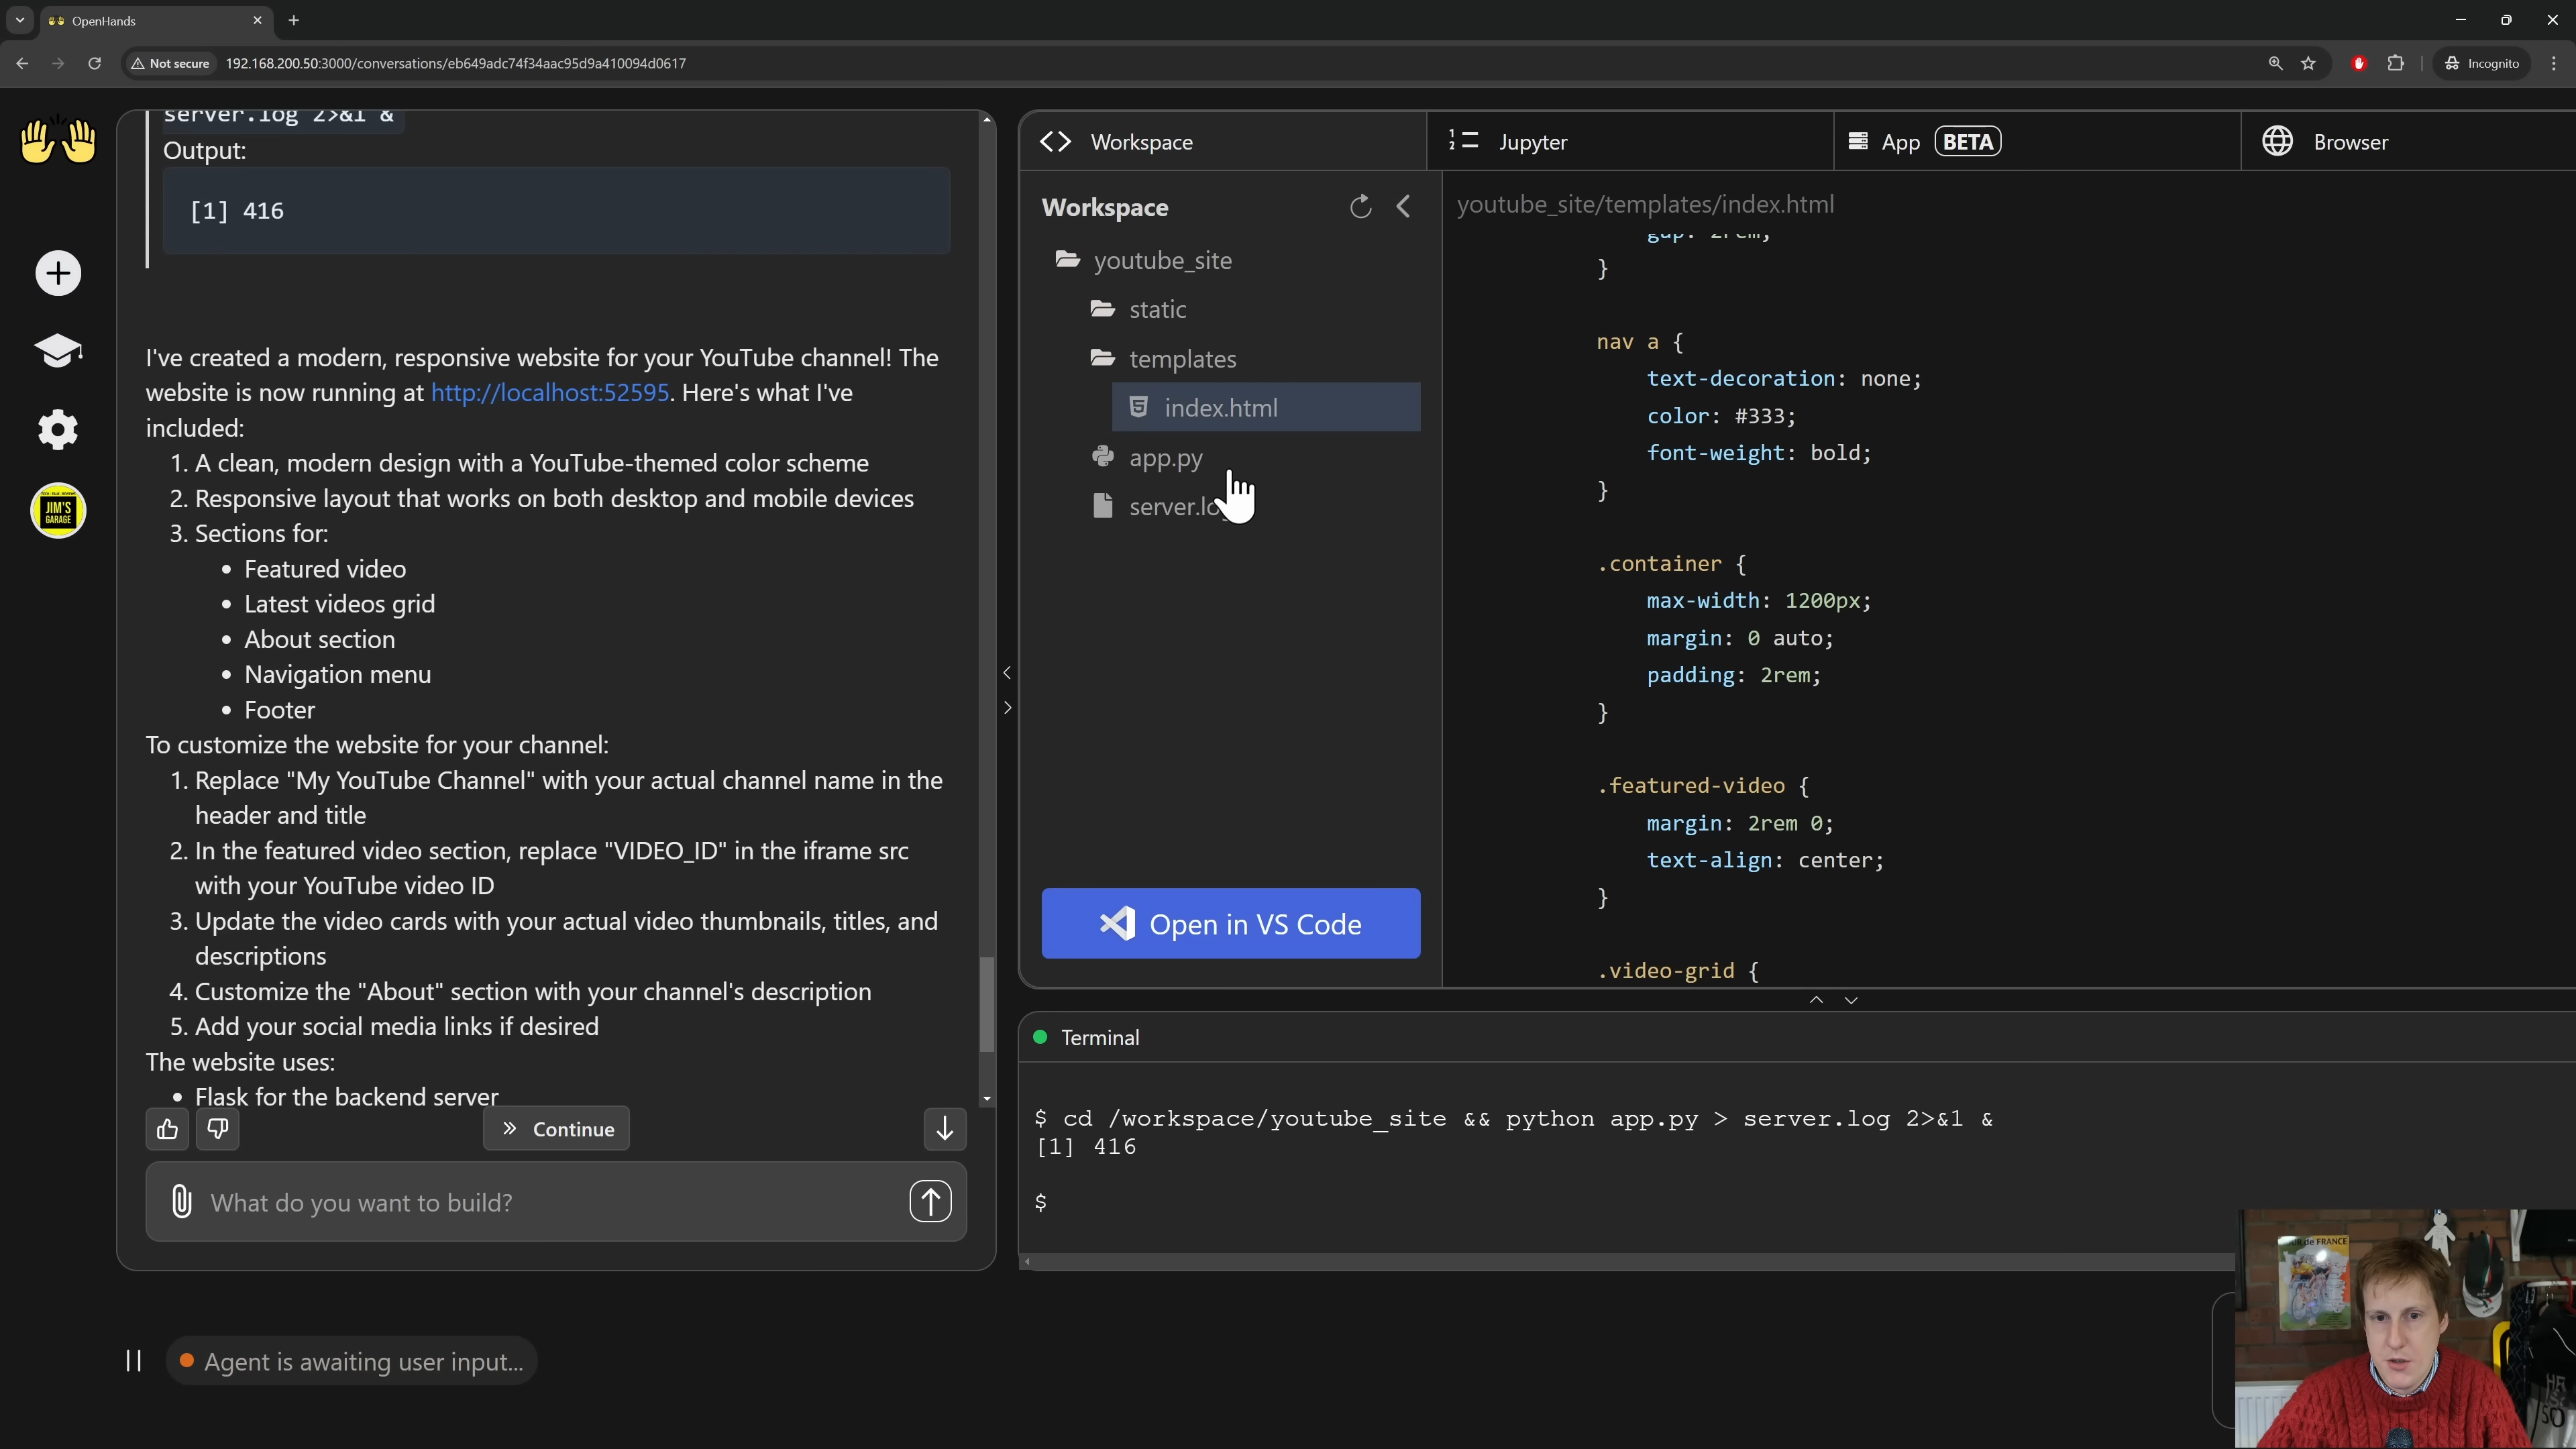 OpenHands
Not secure
192.168.200.50:3000/conversations/eb649adc74f34aac95d9a410094d0617
Incognito
JIM'S
GARAGE
server.log 2>&1 &
Output:
[1] 416
I've created a modern, responsive website for your YouTube channel! The
website is now running at http://localhost:52595. Here's what I've
included:
1. A clean, modern design with a YouTube-themed color scheme
2. Responsive layout that works on both desktop and mobile devices
3. Sections for:
• Featured video
• Latest videos grid
• About section
• Navigation menu
• Footer
To customize the website for your channel:
1. Replace "My YouTube Channel" with your actual channel name in the
header and title
2. In the featured video section, replace "VIDEO_ID" in the iframe src
with your YouTube video ID
3. Update the video cards with your actual video thumbnails, titles, and
descriptions
4. Customize the "About" section with your channel's description
5. Add your social media links if desired
The website uses:
• Flask for the backend server
Continue
What do you want to build?
Agent is awaiting user input...
Workspace
Jupyter
App BETA
Browser
Workspace
youtube_site
static
templates
index.html
app.py
server.lo
Open in VS Code
youtube_site/templates/index.html
gap: 2rem;
}
nav a {
text-decoration: none;
color: #333;
font-weight: bold;
}
.container {
max-width: 1200px;
margin: 0 auto;
padding: 2rem;
}
.featured-video {
margin: 2rem 0;
text-align: center;
}
.video-grid {
Terminal
$ cd /workspace/youtube_site && python app.py > server.log 2>&1 &
[1] 416
$
de FRANCE